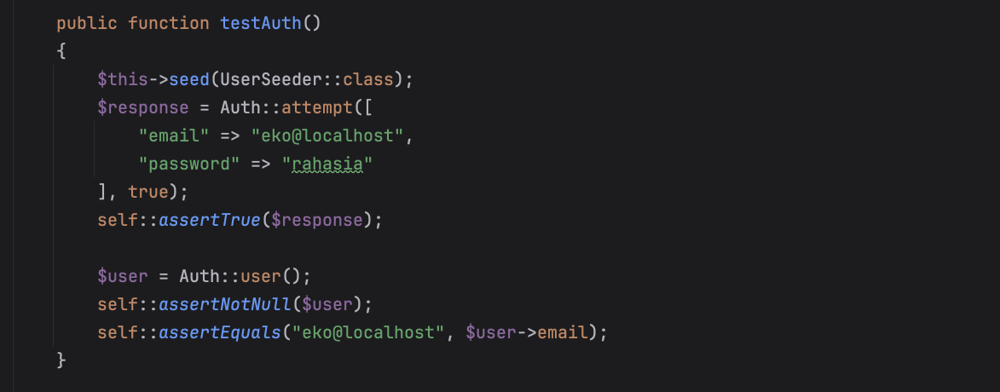 public function testAuth()
{
    $this->seed(UserSeeder::class);
    $response = Auth::attempt([
        "email" => "eko@localhost",
        "password" => "rahasia"
    ], true);
    self::assertTrue($response);

    $user = Auth::user();
    self::assertNotNull($user);
    self::assertEquals("eko@localhost", $user->email);
}